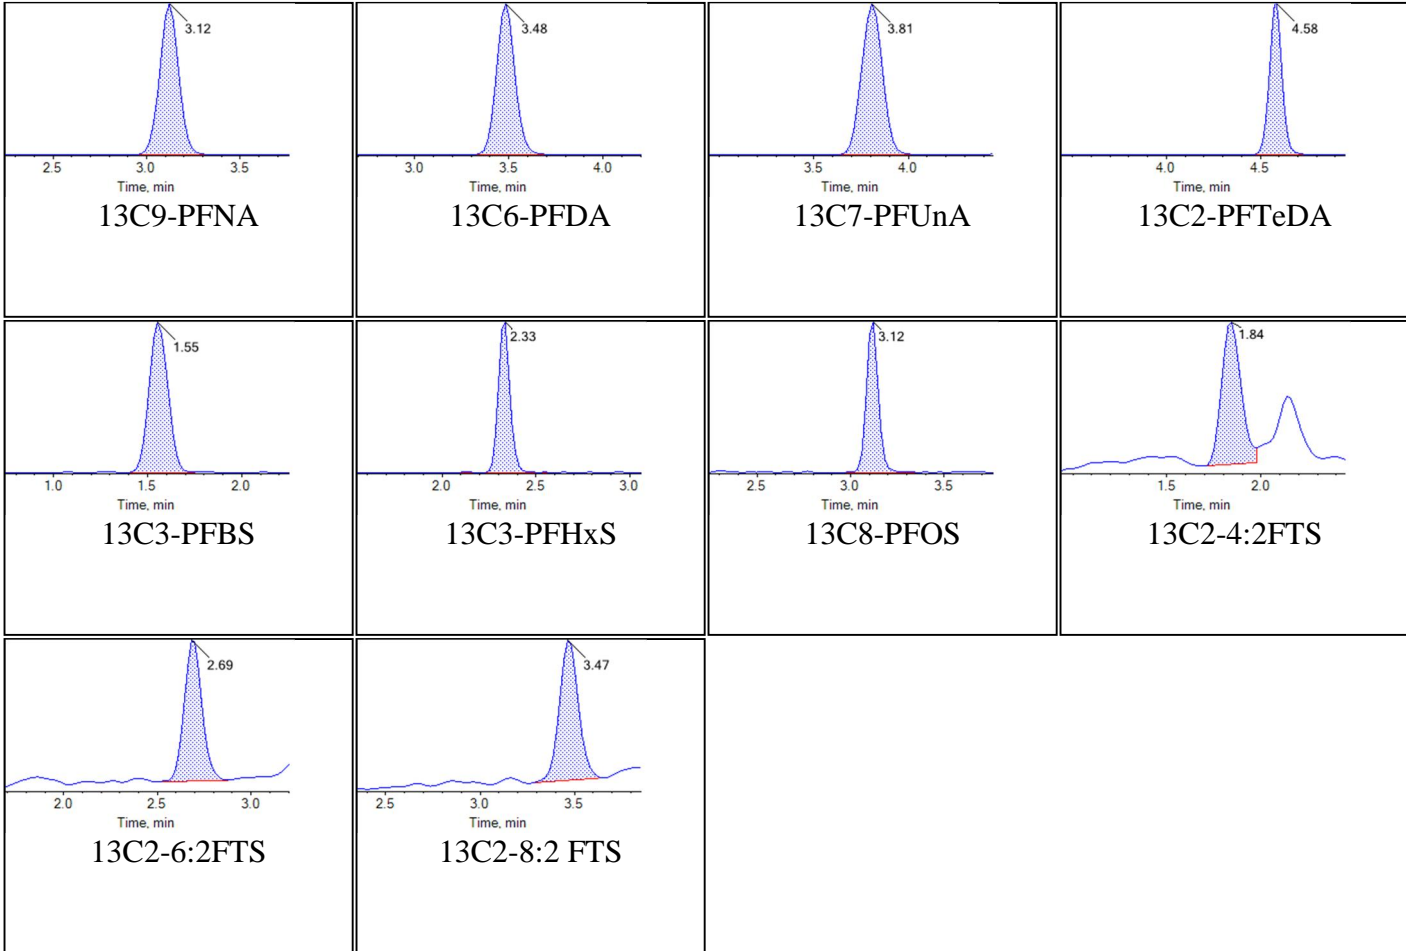 3.12
2.5 3.0 3.5
Time, min
13C9-PFNA
3.48
3.0 3.5 4.0
Time, min
13C6-PFDA
3.81
3.5 4.0
Time, min
13C7-PFUnA
4.58
4.0 4.5
Time, min
13C2-PFTeDA
1.55
1.0 1.5 2.0
Time, min
13C3-PFBS
2.33
2.0 2.5 3.0
Time, min
13C3-PFHxS
3.12
2.5 3.0 3.5
Time, min
13C8-PFOS
1.84
1.5 2.0
Time, min
13C2-4:2FTS
2.69
2.0 2.5 3.0
Time, min
13C2-6:2FTS
3.47
2.5 3.0 3.5
Time, min
13C2-8:2 FTS